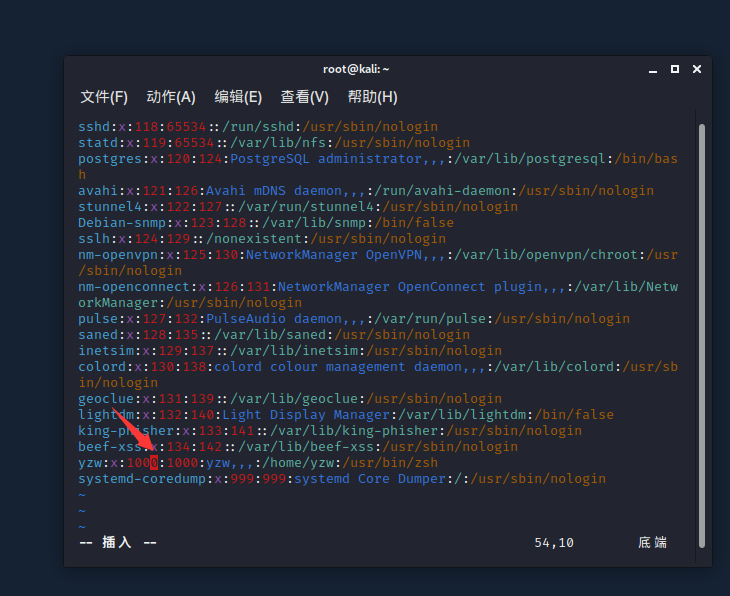 root@kali: ~
文件(F) 动作(A) 编辑(E) 查看(V) 帮助(H)
sshd:x:118:65534::/run/sshd:/usr/sbin/nologin
statd:x:119:65534::/var/lib/nfs:/usr/sbin/nologin
postgres:x:120:124:PostgreSQL administrator,,,:/var/lib/postgresql:/bin/bas
h
avahi:x:121:126:Avahi mDNS daemon,,,:/run/avahi-daemon:/usr/sbin/nologin
stunnel4:x:122:127::/var/run/stunnel4:/usr/sbin/nologin
Debian-snmp:x:123:128::/var/lib/snmp:/bin/false
sslh:x:124:129::/nonexistent:/usr/sbin/nologin
nm-openvpn:x:125:130:NetworkManager OpenVPN,,,:/var/lib/openvpn/chroot:/usr
/sbin/nologin
nm-openconnect:x:126:131:NetworkManager OpenConnect plugin,,,:/var/lib/Netw
orkManager:/usr/sbin/nologin
pulse:x:127:132:PulseAudio daemon,,,:/var/run/pulse:/usr/sbin/nologin
saned:x:128:135::/var/lib/saned:/usr/sbin/nologin
inetsim:x:129:137::/var/lib/inetsim:/usr/sbin/nologin
colord:x:130:138:colord colour management daemon,,,:/var/lib/colord:/usr/sb
in/nologin
geoclue:x:131:139::/var/lib/geoclue:/usr/sbin/nologin
lightdm:x:132:140:Light Display Manager:/var/lib/lightdm:/bin/false
king-phisher:x:133:141::/var/lib/king-phisher:/usr/sbin/nologin
beef-xss:x:134:142::/var/lib/beef-xss:/usr/sbin/nologin
yzw:x:1000:1000:yzw,,,:/home/yzw:/usr/bin/zsh
systemd-coredump:x:999:999:systemd Core Dumper:/:/usr/sbin/nologin
~
~
~
-- 插入 -- 54,10 底端